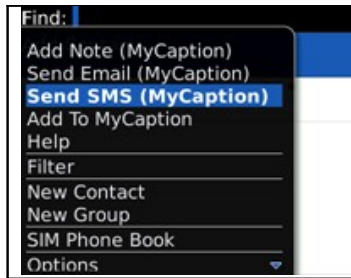 Find:
Add Note (MyCaption)
Send Email (MyCaption)
Send SMS (MyCaption)
Add To MyCaption
Help
Filter
New Contact
New Group
SIM Phone Book
Options